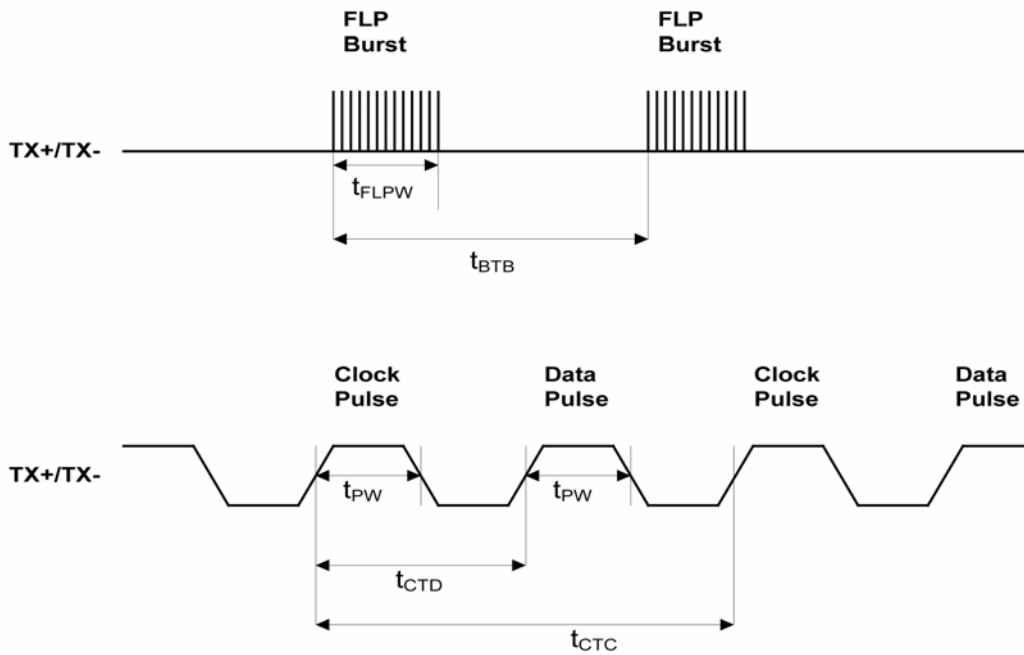 FLP
Burst
FLP
Burst
TX+/TX-
tFLPW
tBTB
Clock
Pulse
Data
Pulse
Clock
Pulse
Data
Pulse
TX+/TX-
tPW
tPW
tCTD
tCTC